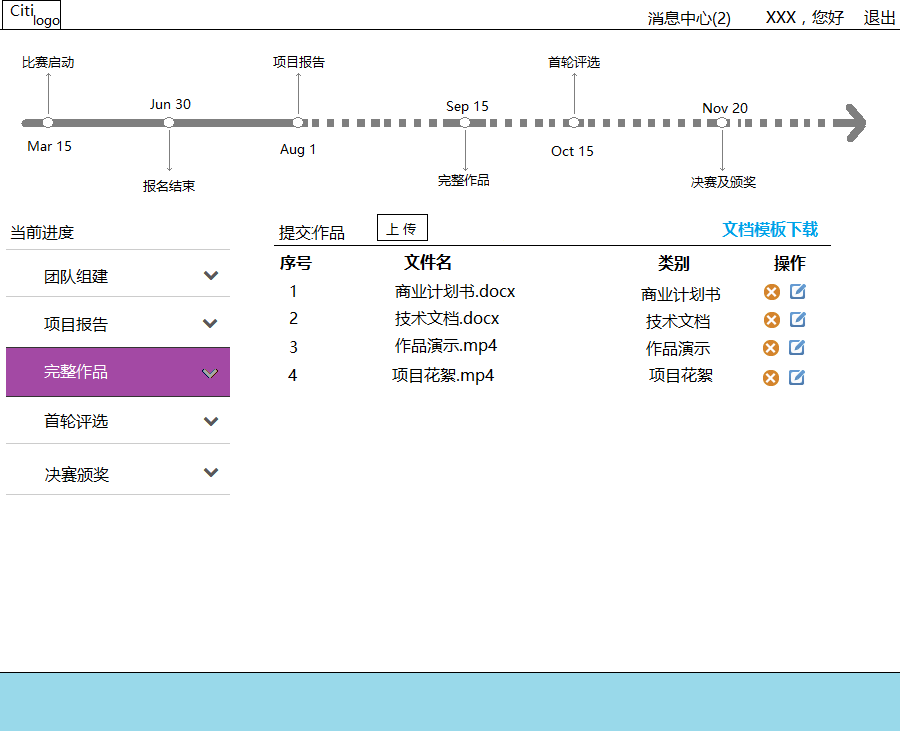 Citi
logo
消息中心(2) XXX，您好 退出
比赛启动 项目报告 首轮评选
Jun 30 Sep 15 Nov 20
Mar 15 Aug 1 Oct 15
报名结束 完整作品 决赛及颁奖
当前进度
团队组建
项目报告
完整作品
首轮评选
决赛颁奖
提交作品 上传 文档模板下载
序号 文件名 类别 操作
1 商业计划书.docx 商业计划书
2 技术文档.docx 技术文档
3 作品演示.mp4 作品演示
4 项目花絮.mp4 项目花絮